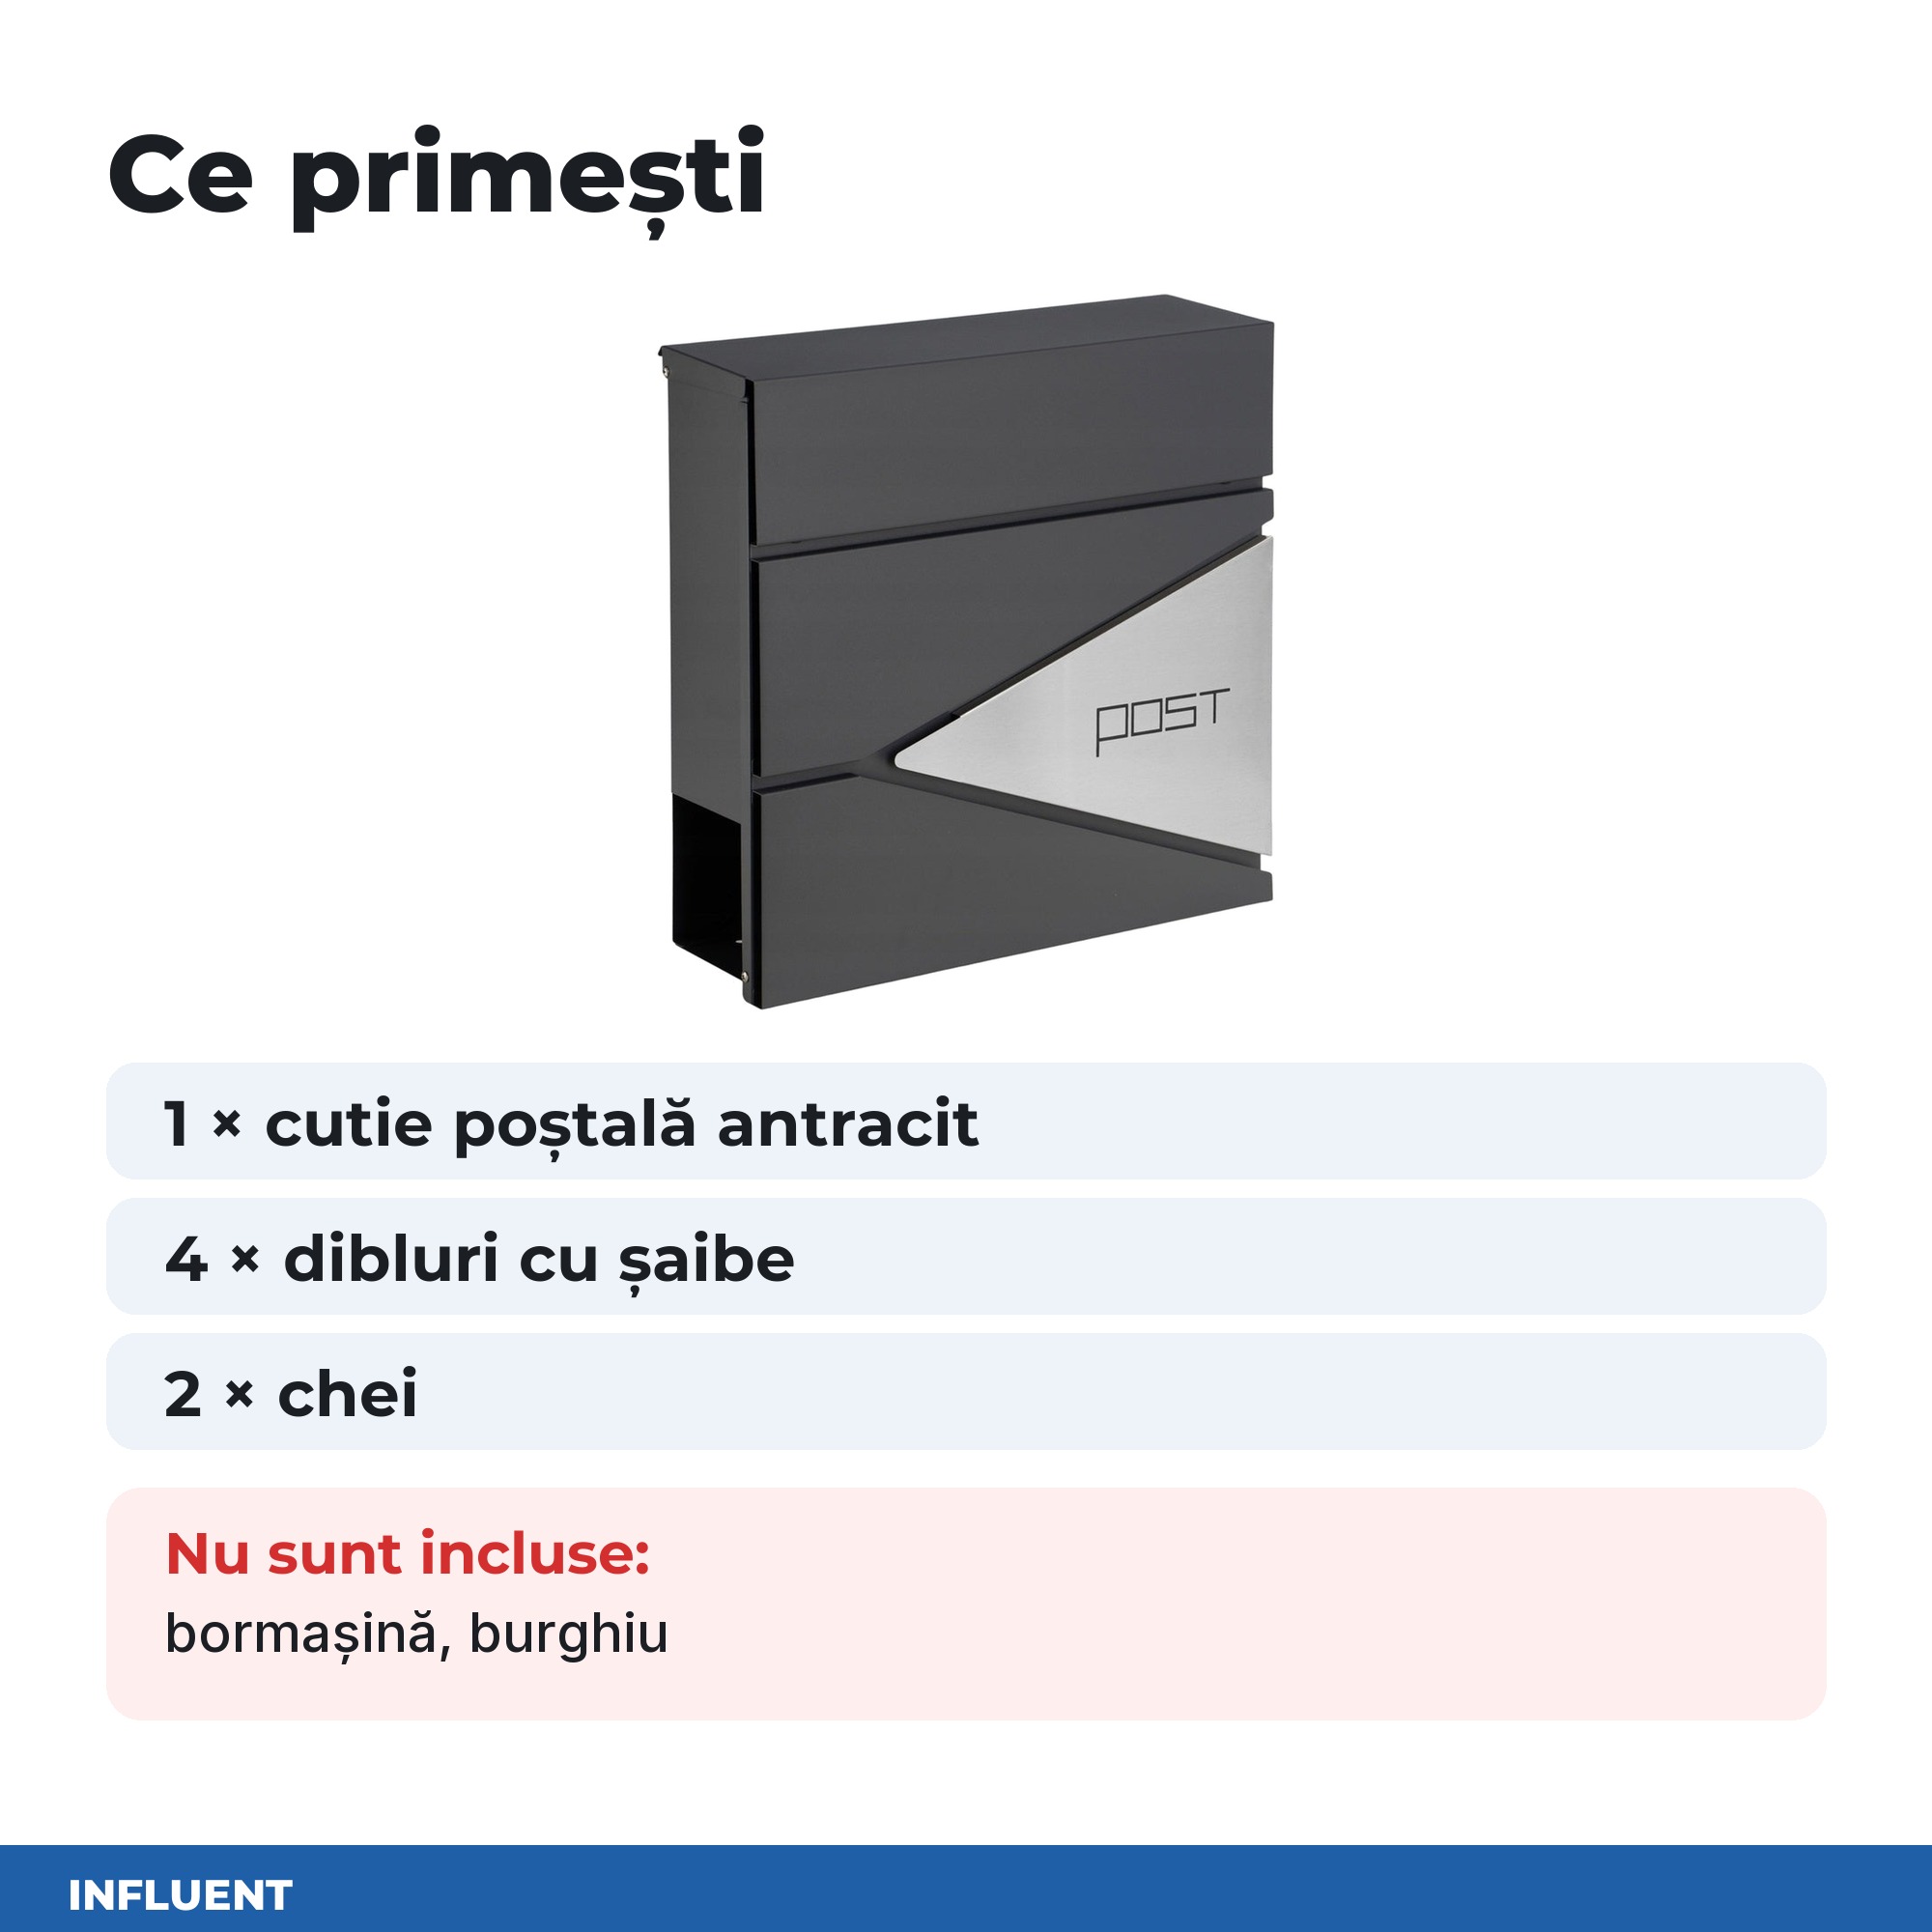 Ce primești
POST
1 × cutie poștală antracit
4 × dibluri cu șaibe
2 × chei
Nu sunt incluse:
bormașină, burghiu
INFLUENT